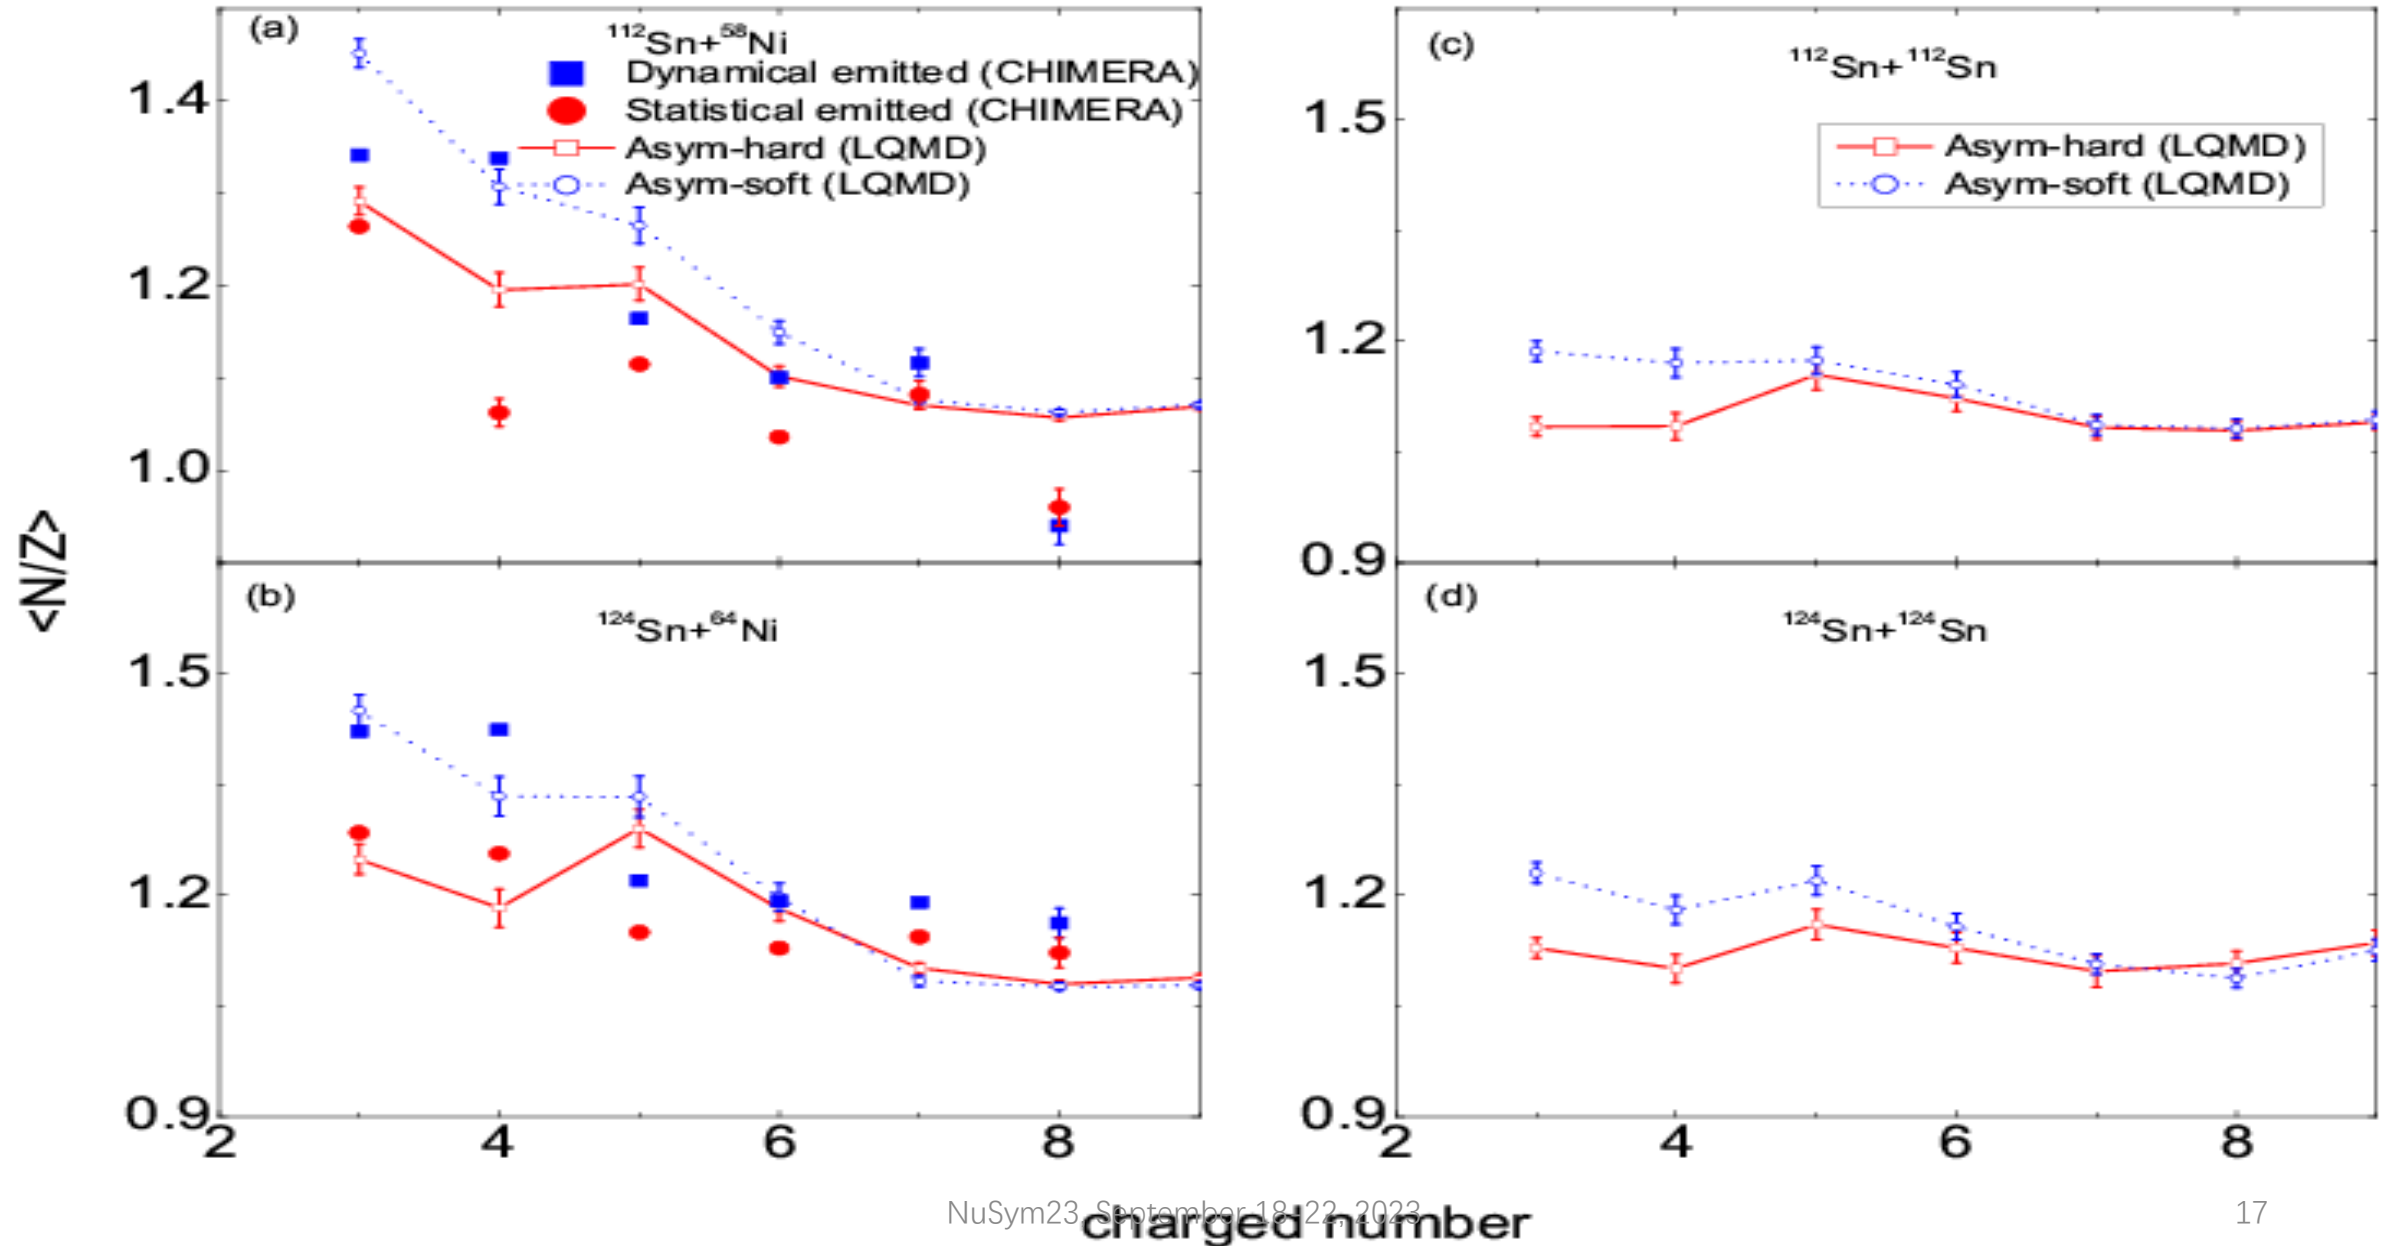 (a)
¹¹²Sn+⁵⁸Ni
Dynamical emitted (CHIMERA)
Statistical emitted (CHIMERA)
Asym-hard (LQMD)
Asym-soft (LQMD)
1.4
1.2
1.0
(c)
¹¹²Sn+¹¹²Sn
Asym-hard (LQMD)
Asym-soft (LQMD)
1.5
1.2
0.9
<N/Z>
(b)
¹²⁴Sn+⁶⁴Ni
1.5
1.2
0.9
2 4 6 8
(d)
¹²⁴Sn+¹²⁴Sn
1.5
1.2
0.9
2 4 6 8
charged number
NuSym23, September 18-22, 2023
17